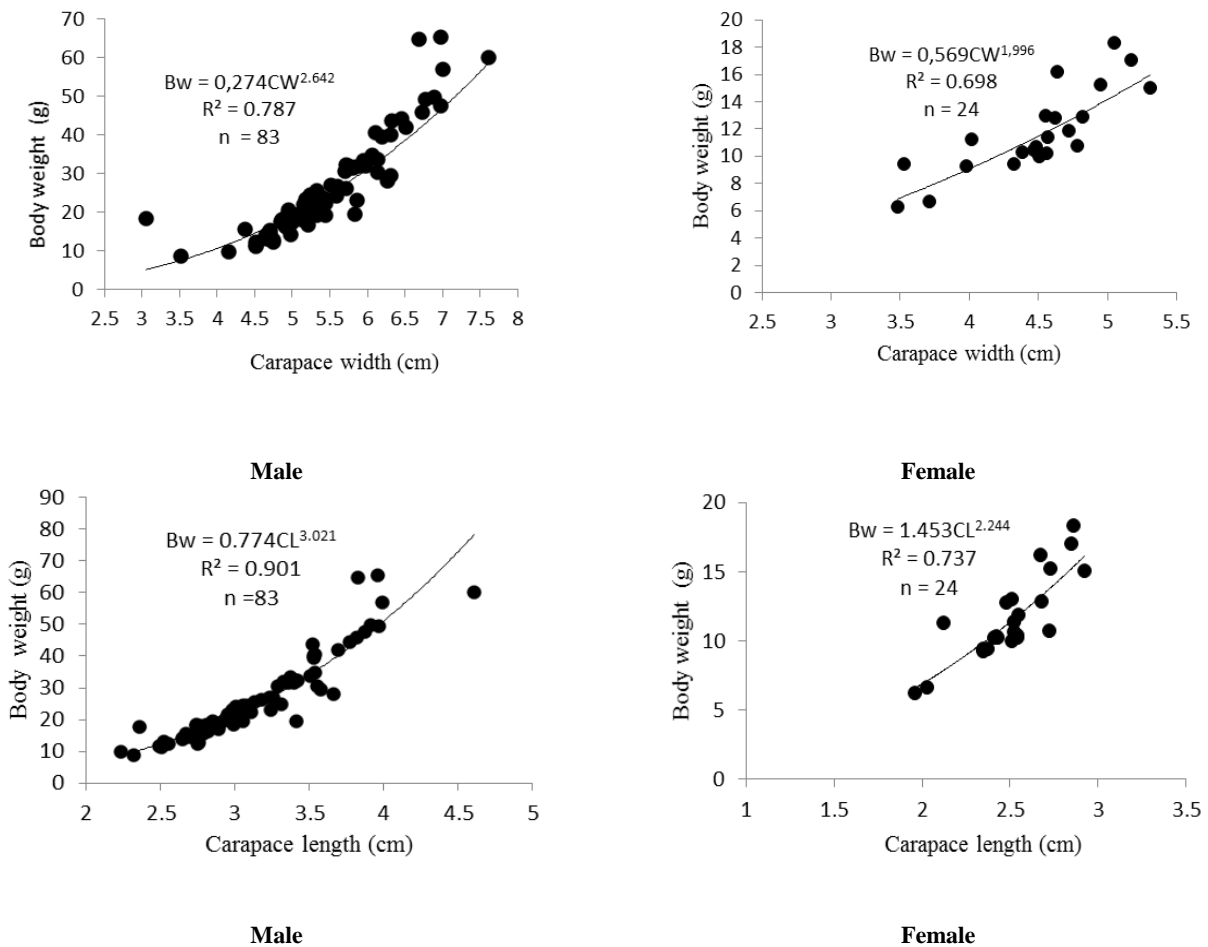 70
60
50
40
30
20
10
0
Body weight (g)
Bw = 0,274CW2.642
R² = 0.787
n = 83
2.5 3 3.5 4 4.5 5 5.5 6 6.5 7 7.5 8
Carapace width (cm)
Male
20
18
16
14
12
10
8
6
4
2
0
Body weight (g)
Bw = 0,569CW1,996
R² = 0.698
n = 24
2.5 3 3.5 4 4.5 5 5.5
Carapace width (cm)
Female
90
80
70
60
50
40
30
20
10
0
Body weight (g)
Bw = 0.774CL3.021
R² = 0.901
n =83
2 2.5 3 3.5 4 4.5 5
Carapace length (cm)
Male
20
15
10
5
0
Body weight (g)
Bw = 1.453CL2.244
R² = 0.737
n = 24
1 1.5 2 2.5 3 3.5
Carapace length (cm)
Female